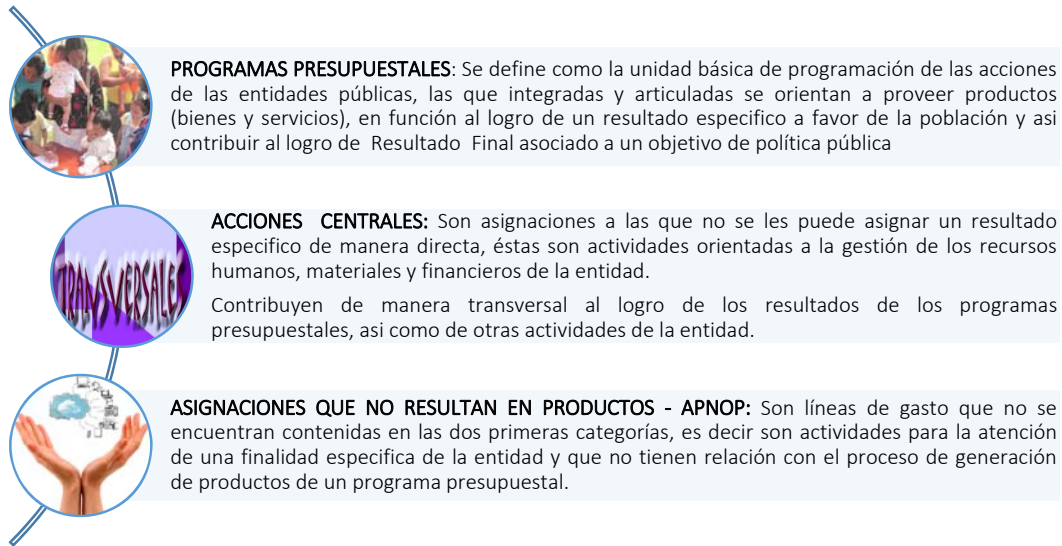 PROGRAMAS PRESUPUESTALES: Se define como la unidad básica de programación de las acciones
de las entidades públicas, las que integradas y articuladas se orientan a proveer productos
(bienes y servicios), en función al logro de un resultado especifico a favor de la población y asi
contribuir al logro de Resultado Final asociado a un objetivo de política pública
TRANSVERSALES
ACCIONES CENTRALES: Son asignaciones a las que no se les puede asignar un resultado
especifico de manera directa, éstas son actividades orientadas a la gestión de los recursos
humanos, materiales y financieros de la entidad.
Contribuyen de manera transversal al logro de los resultados de los programas
presupuestales, asi como de otras actividades de la entidad.
ASIGNACIONES QUE NO RESULTAN EN PRODUCTOS - APNOP: Son líneas de gasto que no se
encuentran contenidas en las dos primeras categorías, es decir son actividades para la atención
de una finalidad especifica de la entidad y que no tienen relación con el proceso de generación
de productos de un programa presupuestal.